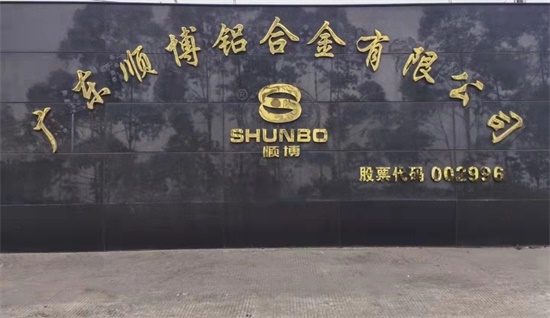 广东顺博铝合金有限公司
®
SHUNBO
顺博
股票代码 002996